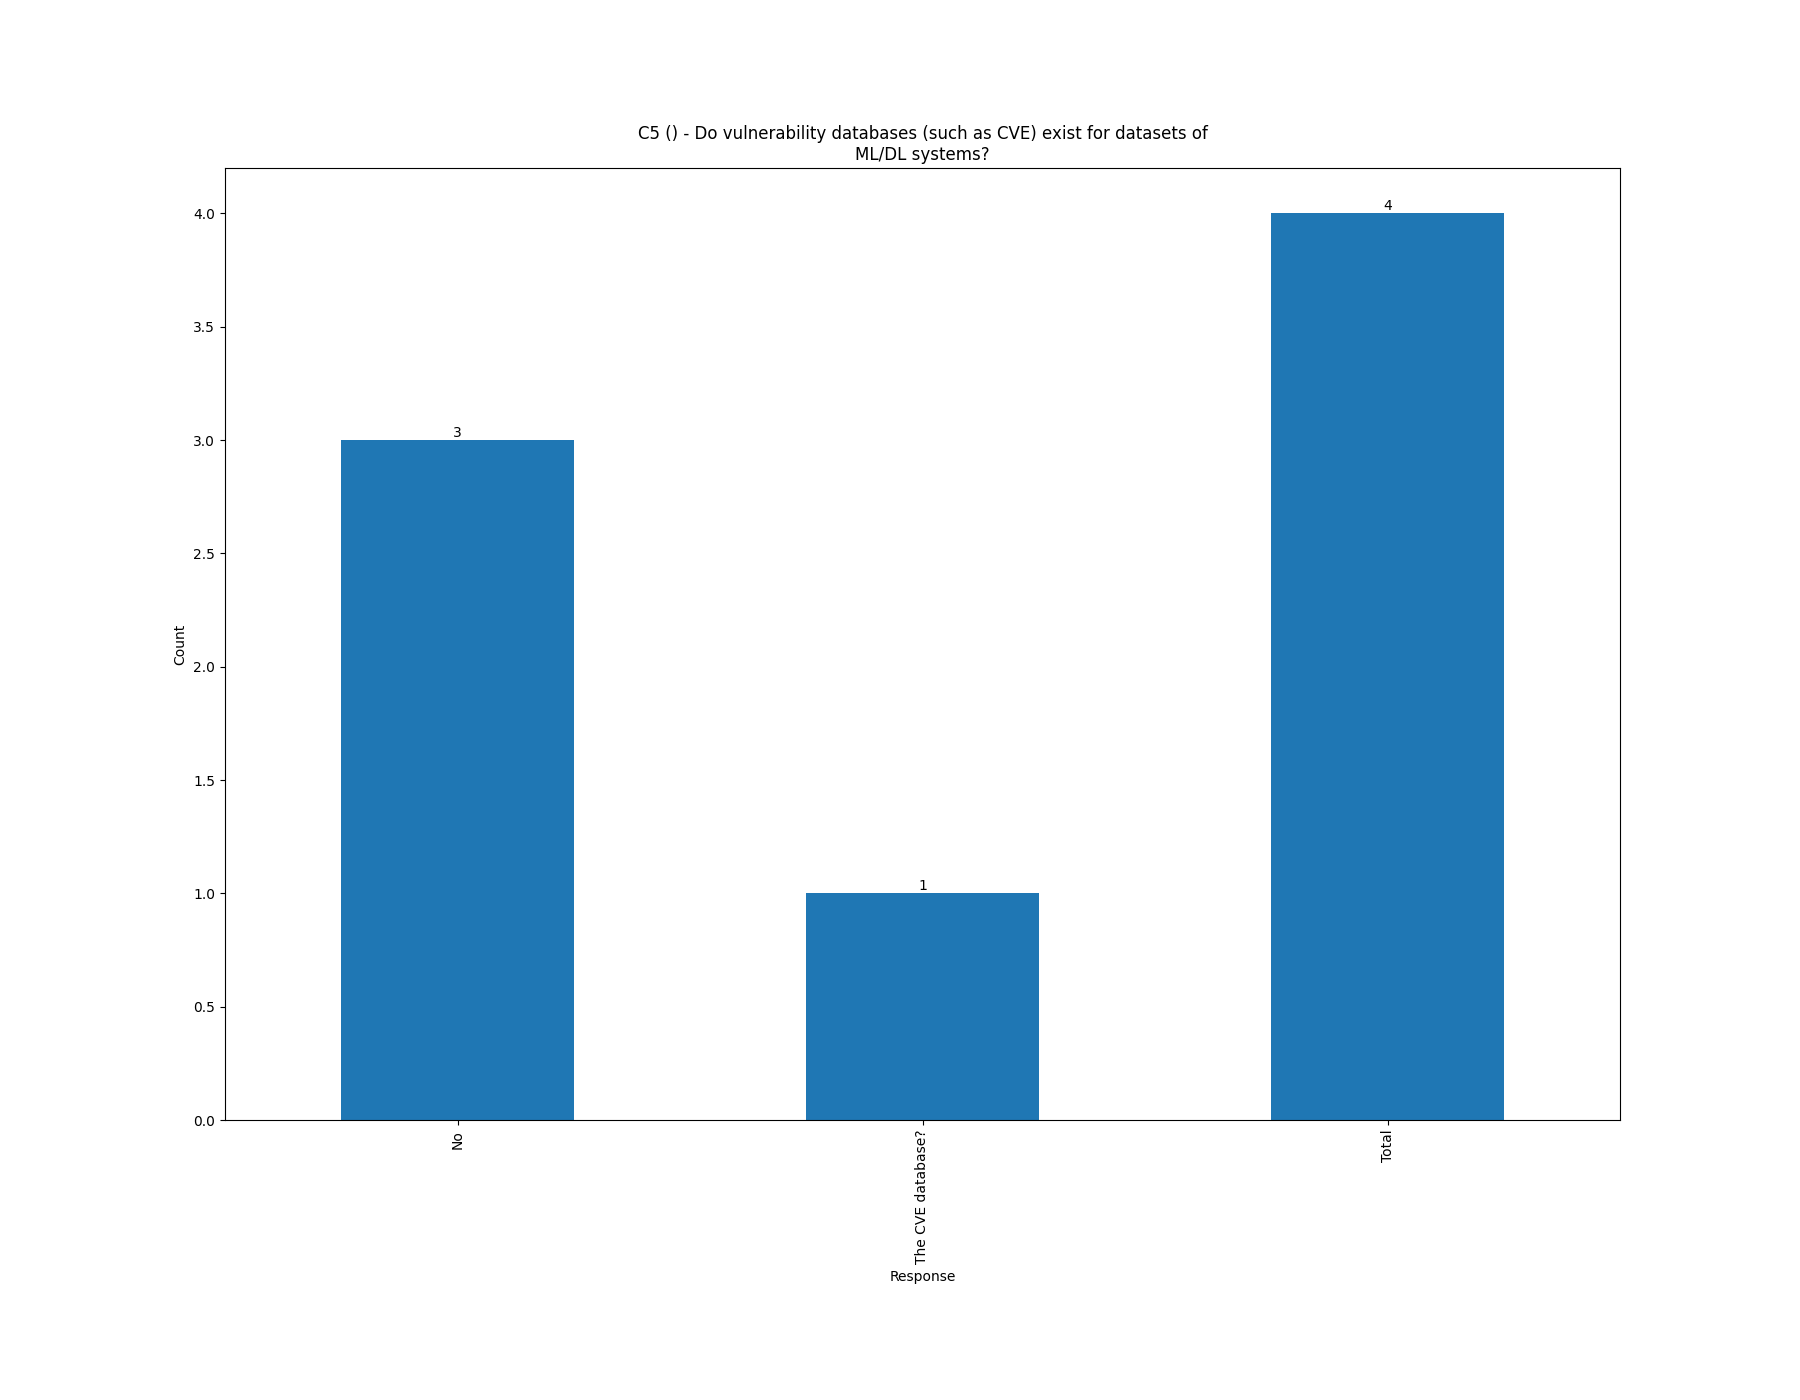 C5 () - Do vulnerability databases (such as CVE) exist for datasets of
ML/DL systems?
4.0
3.5
3.0
2.5
2.0
1.5
1.0
0.5
0.0
Count
3
1
4
No
The CVE database?
Total
Response